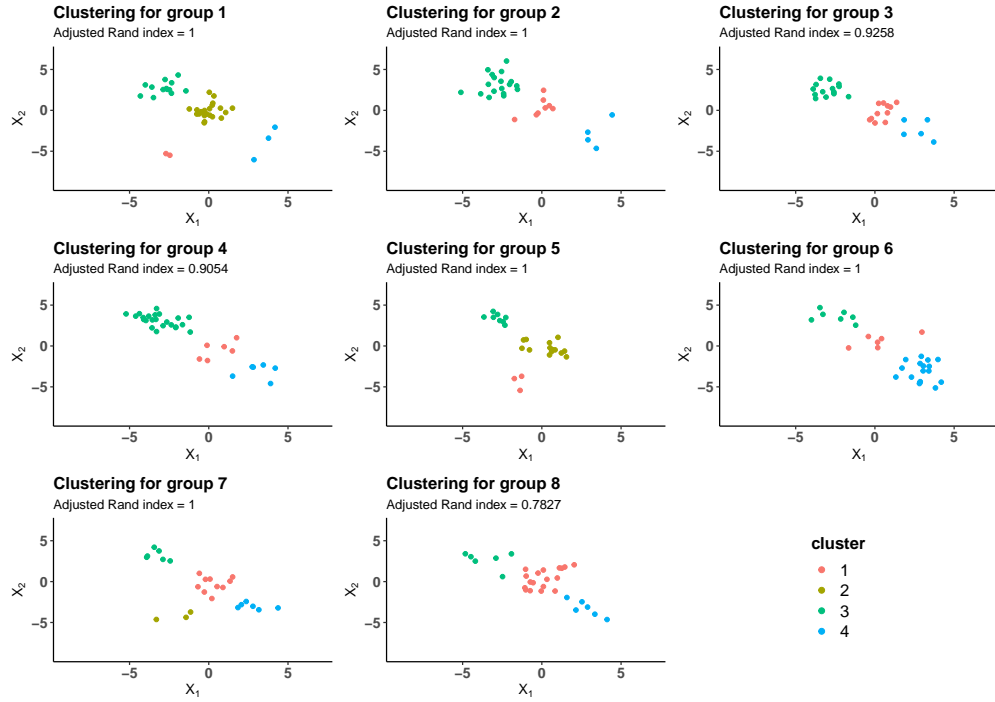 Clustering for group 1
Adjusted Rand index = 1
5
0
−5
−5 0 5
X₂
X₁
Clustering for group 2
Adjusted Rand index = 1
5
0
−5
−5 0 5
X₂
X₁
Clustering for group 3
Adjusted Rand index = 0.9258
5
0
−5
−5 0 5
X₂
X₁
Clustering for group 4
Adjusted Rand index = 0.9054
5
0
−5
−5 0 5
X₂
X₁
Clustering for group 5
Adjusted Rand index = 1
5
0
−5
−5 0 5
X₂
X₁
Clustering for group 6
Adjusted Rand index = 1
5
0
−5
−5 0 5
X₂
X₁
Clustering for group 7
Adjusted Rand index = 1
5
0
−5
−5 0 5
X₂
X₁
Clustering for group 8
Adjusted Rand index = 0.7827
5
0
−5
−5 0 5
X₂
X₁
cluster
1
2
3
4